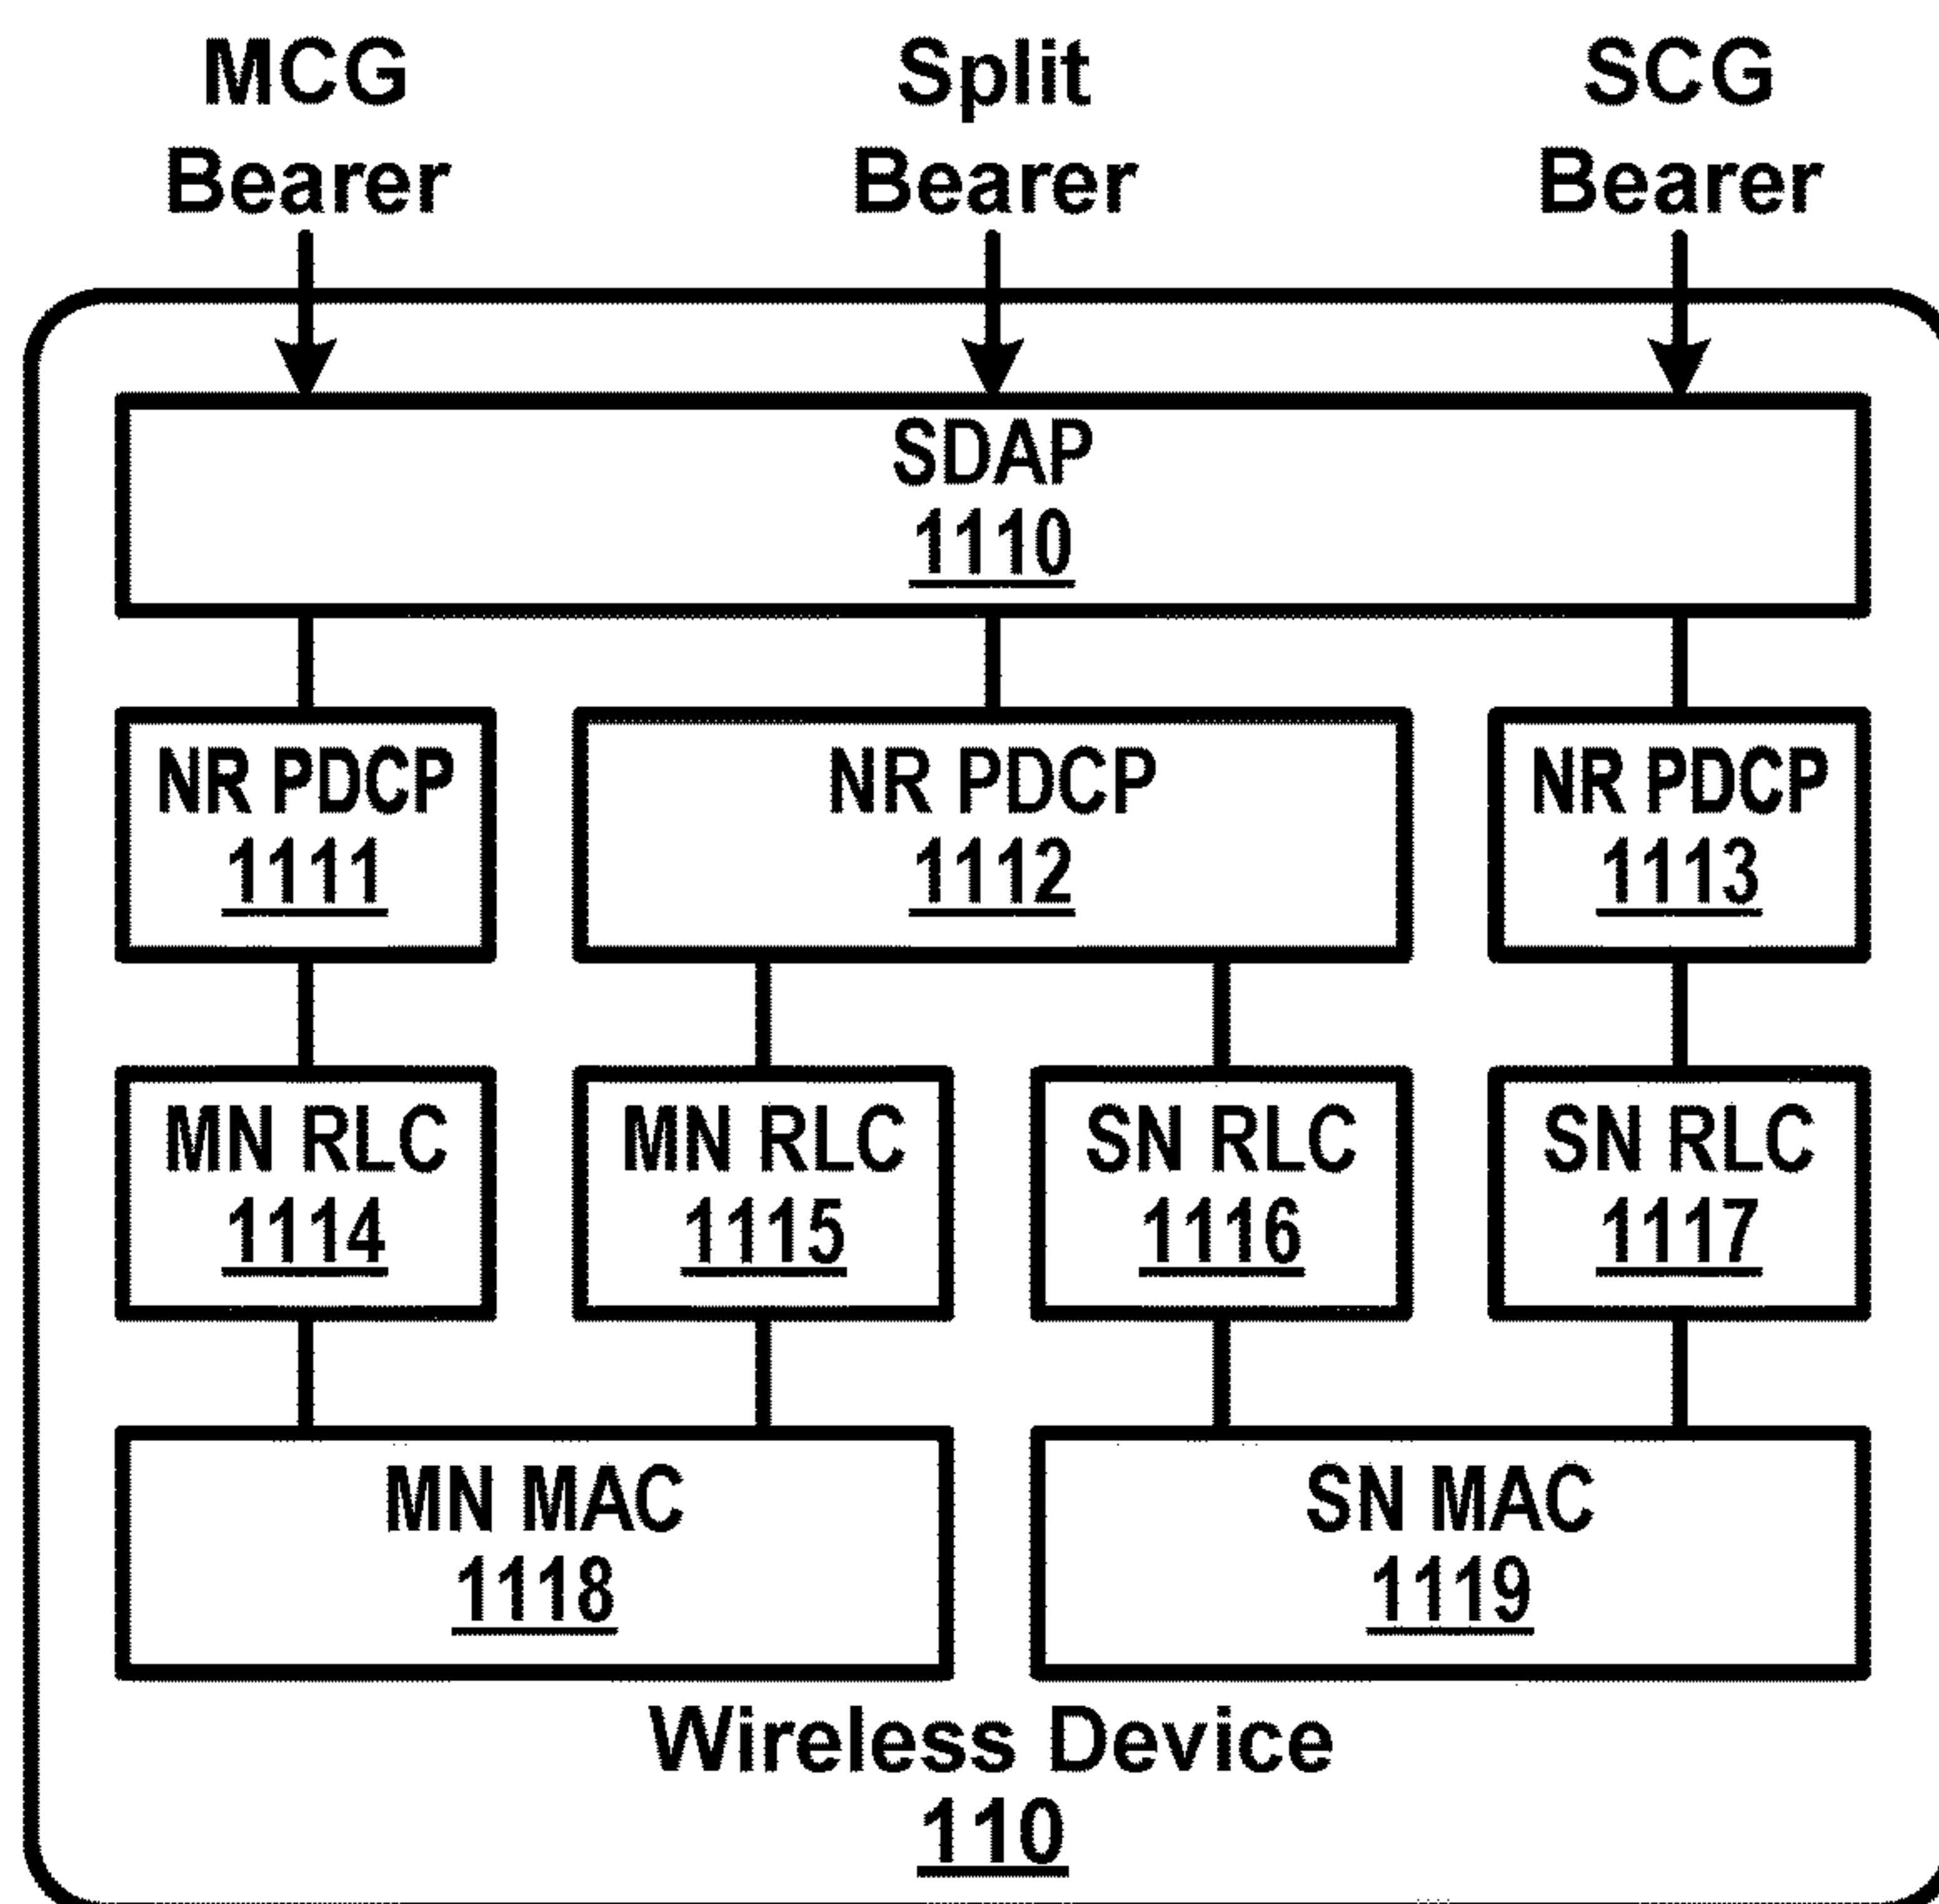 MCG Bearer
Split Bearer
SCG Bearer
SDAP
1110
NR PDCP
1111
NR PDCP
1112
NR PDCP
1113
MN RLC
1114
MN RLC
1115
SN RLC
1116
SN RLC
1117
MN MAC
1118
SN MAC
1119
Wireless Device
110